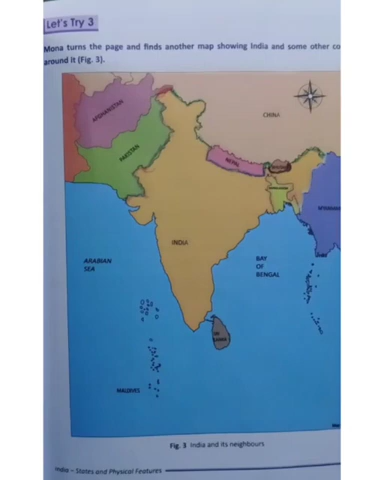 Let's Try 3
Mona turns the page and finds another map showing India and some other co
around it (Fig. 3).
AFGHANISTAN
CHINA
PAKISTAN
NEPAL
INDIA
ARABIAN
SEA
BAY
OF
BENGAL
SRI
LANKA
MALDIVES
Fig. 3 India and its neighbours
India – States and Physical Features